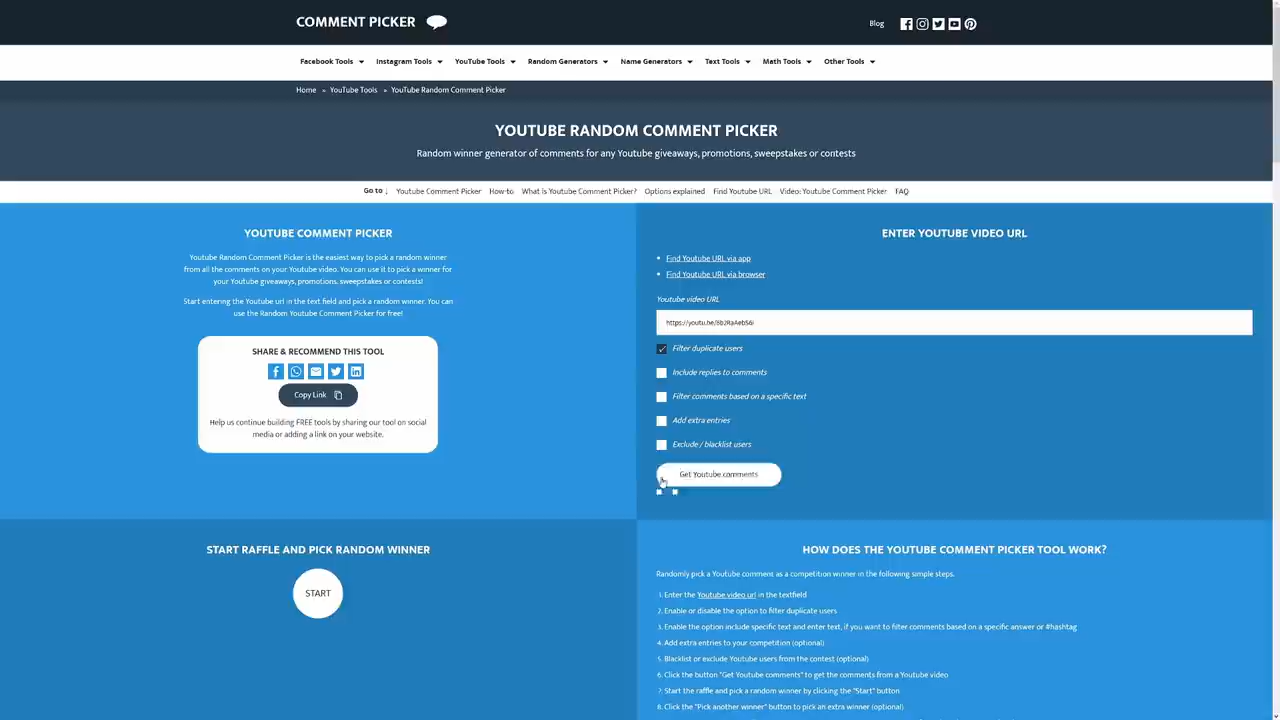 COMMENT PICKER
Blog
Facebook Tools
Instagram Tools
YouTube Tools
Random Generators
Name Generators
Text Tools
Math Tools
Other Tools
Home » YouTube Tools » YouTube Random Comment Picker
YOUTUBE RANDOM COMMENT PICKER
Random winner generator of comments for any Youtube giveaways, promotions, sweepstakes or contests
Go to ↓ Youtube Comment Picker How-to What is Youtube Comment Picker? Options explained Find Youtube URL Video: Youtube Comment Picker FAQ
YOUTUBE COMMENT PICKER
Youtube Random Comment Picker is the easiest way to pick a random winner
from all the comments on your Youtube video. You can use it to pick a winner for
your Youtube giveaways, promotions, sweepstakes or contests!
Start entering the Youtube url in the text field and pick a random winner. You can
use the Random Youtube Comment Picker for free!
SHARE & RECOMMEND THIS TOOL
Copy Link
Help us continue building FREE tools by sharing our tool on social
media or adding a link on your website.
ENTER YOUTUBE VIDEO URL
Find Youtube URL via app
Find Youtube URL via browser
Youtube video URL
Filter duplicate users
Include replies to comments
Filter comments based on a specific text
Add extra entries
Exclude / blacklist users
Get Youtube comments
START RAFFLE AND PICK RANDOM WINNER
START
HOW DOES THE YOUTUBE COMMENT PICKER TOOL WORK?
Randomly pick a Youtube comment as a competition winner in the following simple steps.
1. Enter the Youtube video url in the textfield
2. Enable or disable the option to filter duplicate users
3. Enable the option include specific text and enter text, if you want to filter comments based on a specific answer or #hashtag
4. Add extra entries to your competition (optional)
5. Blacklist or exclude Youtube users from the contest (optional)
6. Click the button "Get Youtube comments" to get the comments from a Youtube video
7. Start the raffle and pick a random winner by clicking the "Start" button
8. Click the "Pick another winner" button to pick an extra winner (optional)